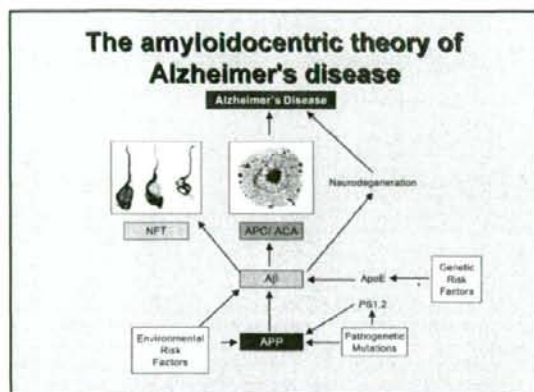 The amyloidocentric theory of
Alzheimer's disease
Alzheimer's Disease
Neurodegeneration
NFT
APC/ ACA
Aβ
ApoE
Genetic
Risk
Factors
PS1,2
Environmental
Risk
Factors
APP
Pathogenetic
Mutations